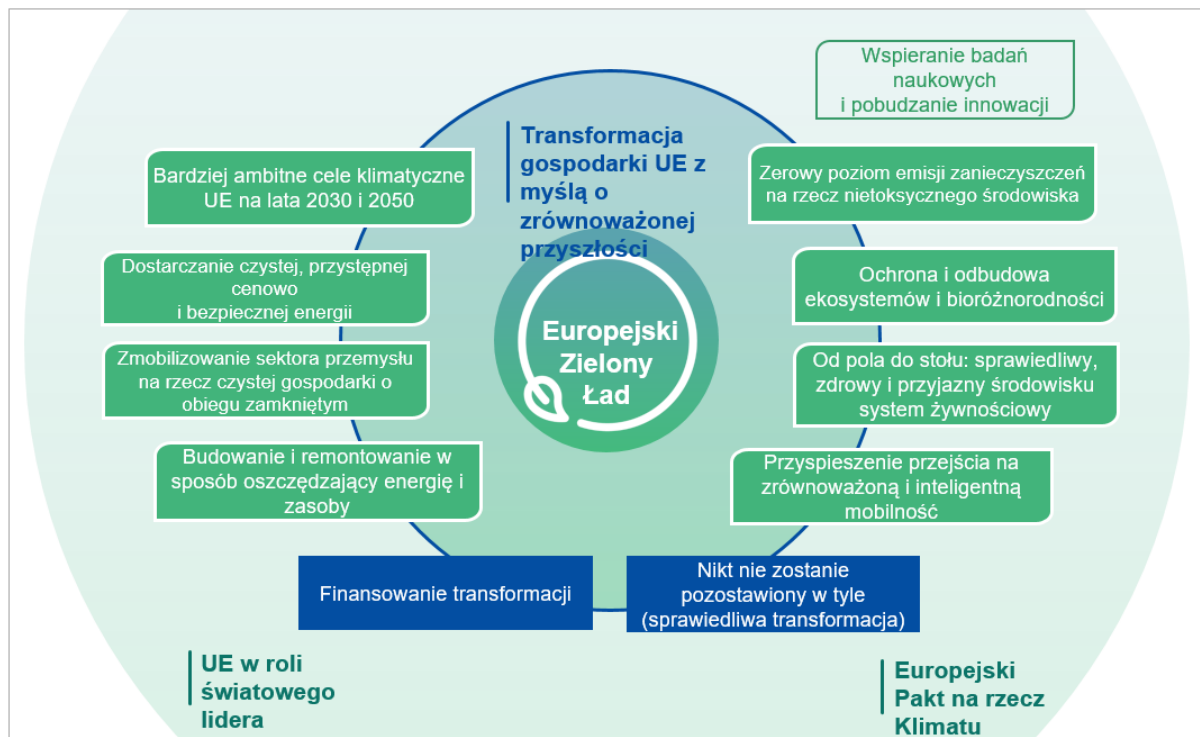 Wspieranie badań
naukowych
i pobudzanie innowacji
Transformacja
gospodarki UE z
myślą o
zrównoważonej
przyszłości
Bardziej ambitne cele klimatyczne
UE na lata 2030 i 2050
Zerowy poziom emisji zanieczyszczeń
na rzecz nietoksycznego środowiska
Dostarczanie czystej, przystępnej
cenowo
i bezpiecznej energii
Ochrona i odbudowa
ekosystemów i bioróżnorodności
Europejski
Zielony
Ład
Zmobilizowanie sektora przemysłu
na rzecz czystej gospodarki o
obiegu zamkniętym
Od pola do stołu: sprawiedliwy,
zdrowy i przyjazny środowisku
system żywnościowy
Budowanie i remontowanie w
sposób oszczędzający energię i
zasoby
Przyspieszenie przejścia na
zrównoważoną i inteligentną
mobilność
Finansowanie transformacji
Nikt nie zostanie
pozostawiony w tyle
(sprawiedliwa transformacja)
UE w roli
światowego
lidera
Europejski
Pakt na rzecz
Klimatu